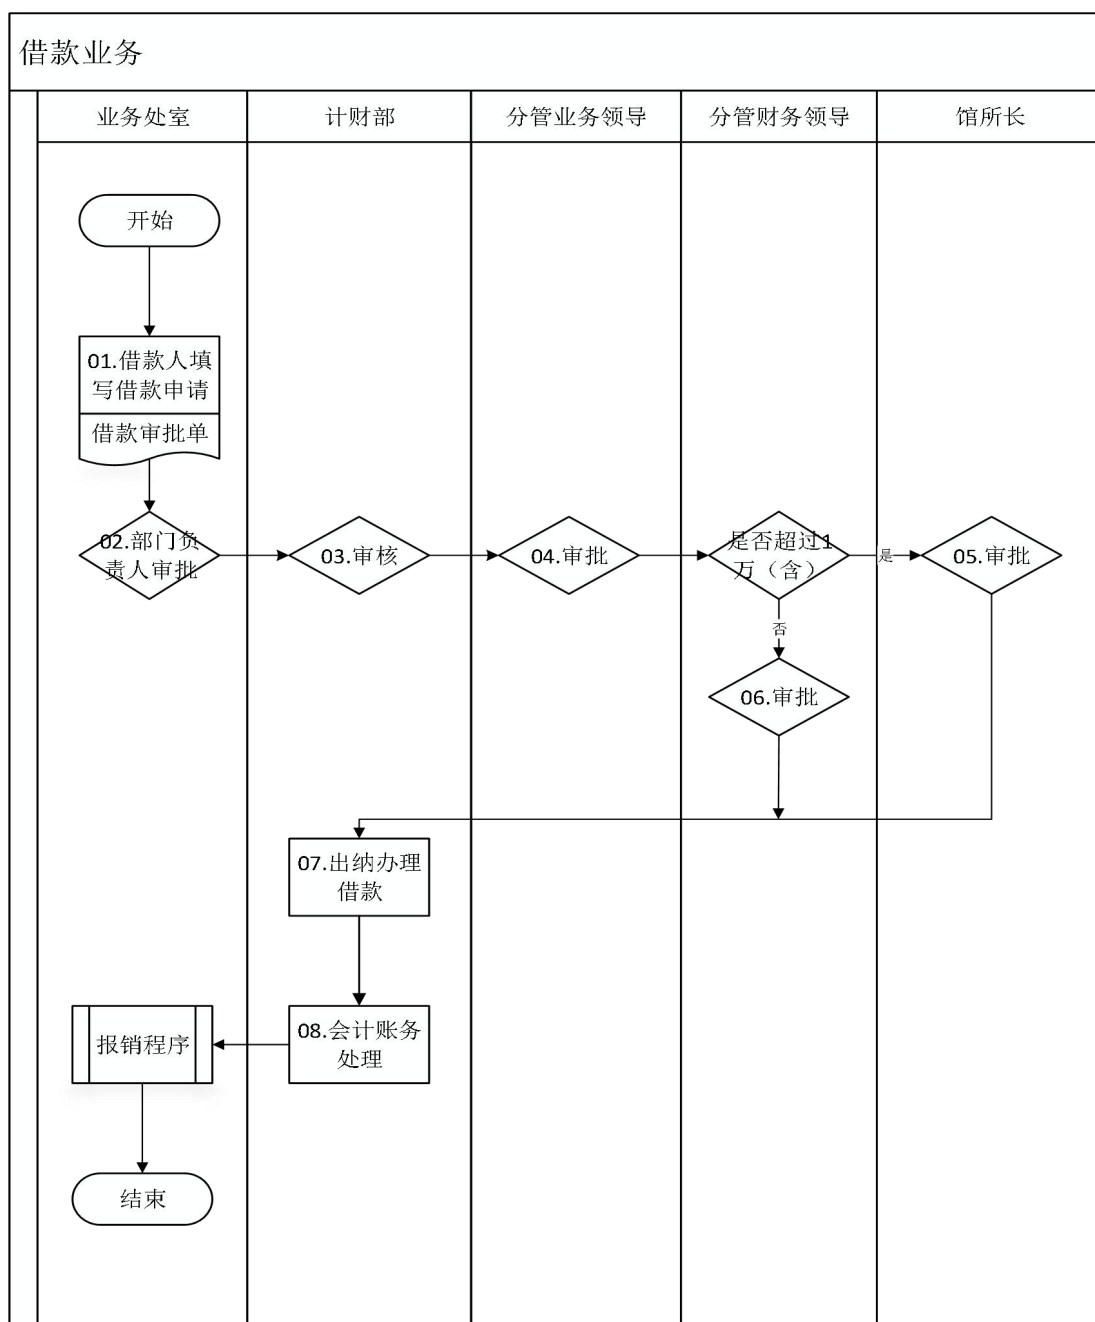 借款业务
业务处室
计财部
分管业务领导
分管财务领导
馆所长
开始
01.借款人填
写借款申请
借款审批单
02.部门负
责人审批
03.审核
04.审批
是否超过1
万（含）
是
05.审批
否
06.审批
07.出纳办理
借款
08.会计账务
处理
报销程序
结束